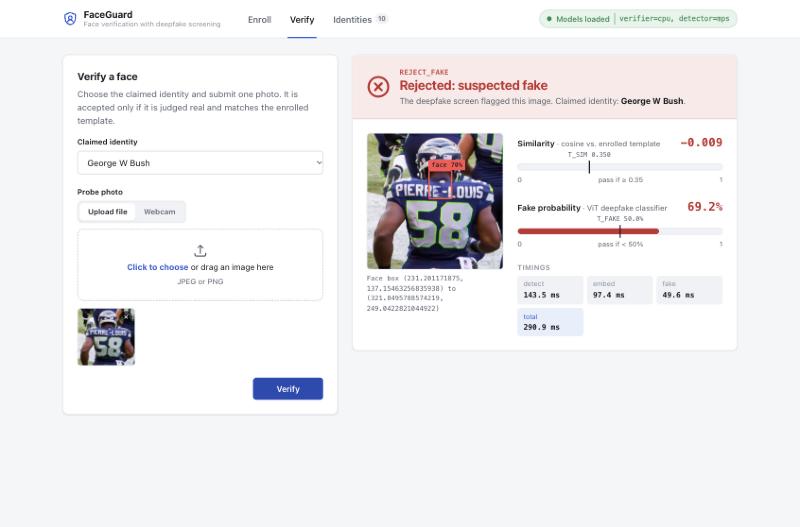 FaceGuard
Face verification with deepfake screening
Enroll
Verify
Identities 10
Models loaded | verifier=cpu, detector=mps
Verify a face
Choose the claimed identity and submit one photo. It is
accepted only if it is judged real and matches the enrolled
template.
Claimed identity
George W Bush
Probe photo
Upload file
Webcam
Click to choose or drag an image here
JPEG or PNG
PIERRE-LOUIS
58
Verify
REJECT_FAKE
Rejected: suspected fake
The deepfake screen flagged this image. Claimed identity: George W Bush.
face 70%
PIERRE-LOUIS
58
Face box (231.201171875,
137.15463256835938) to
(321.8495788574219,
249.0422821044922)
Similarity · cosine vs. enrolled template
−0.009
T_SIM 0.350
0
pass if ≥ 0.35
1
Fake probability · ViT deepfake classifier
69.2%
T_FAKE 50.0%
0
pass if < 50%
1
TIMINGS
detect
143.5 ms
embed
97.4 ms
fake
49.6 ms
total
290.9 ms